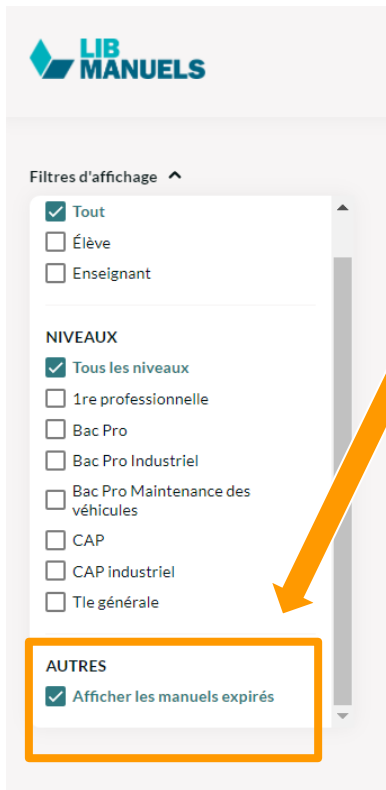 LIB
MANUELS
Filtres d'affichage
Tout
Élève
Enseignant
NIVEAUX
Tous les niveaux
1re professionnelle
Bac Pro
Bac Pro Industriel
Bac Pro Maintenance des
véhicules
CAP
CAP industriel
Tle générale
AUTRES
Afficher les manuels expirés